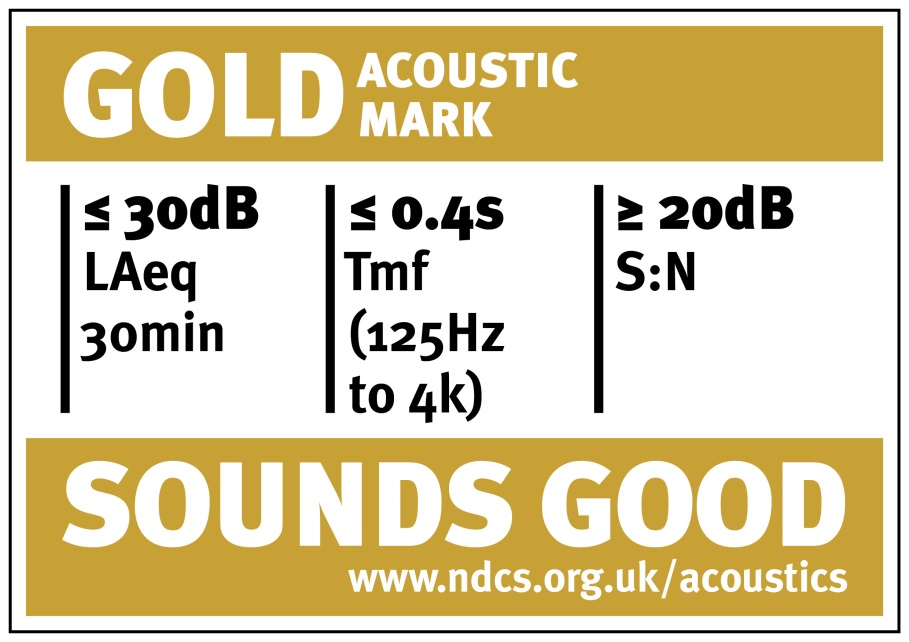 GOLD ACOUSTIC
MARK
≤ 30dB
LAeq
30min
≤ 0.4s
Tmf
(125Hz
to 4k)
≥ 20dB
S:N
SOUNDS GOOD
www.ndcs.org.uk/acoustics